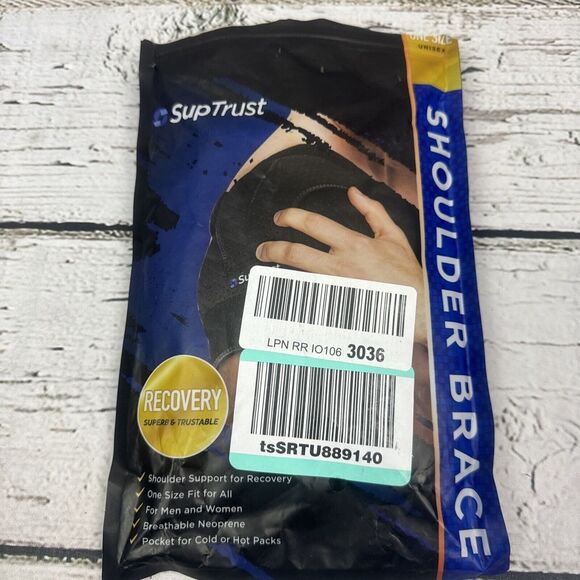 ONE SIZE
UNISEX
SupTrust
SHOULDER BRACE
Sup
LPN RR IO106 3036
tsSRTU889140
RECOVERY
SUPERB & TRUSTABLE
Shoulder Support for Recovery
One Size Fit for All
For Men and Women
Breathable Neoprene
Pocket for Cold or Hot Packs